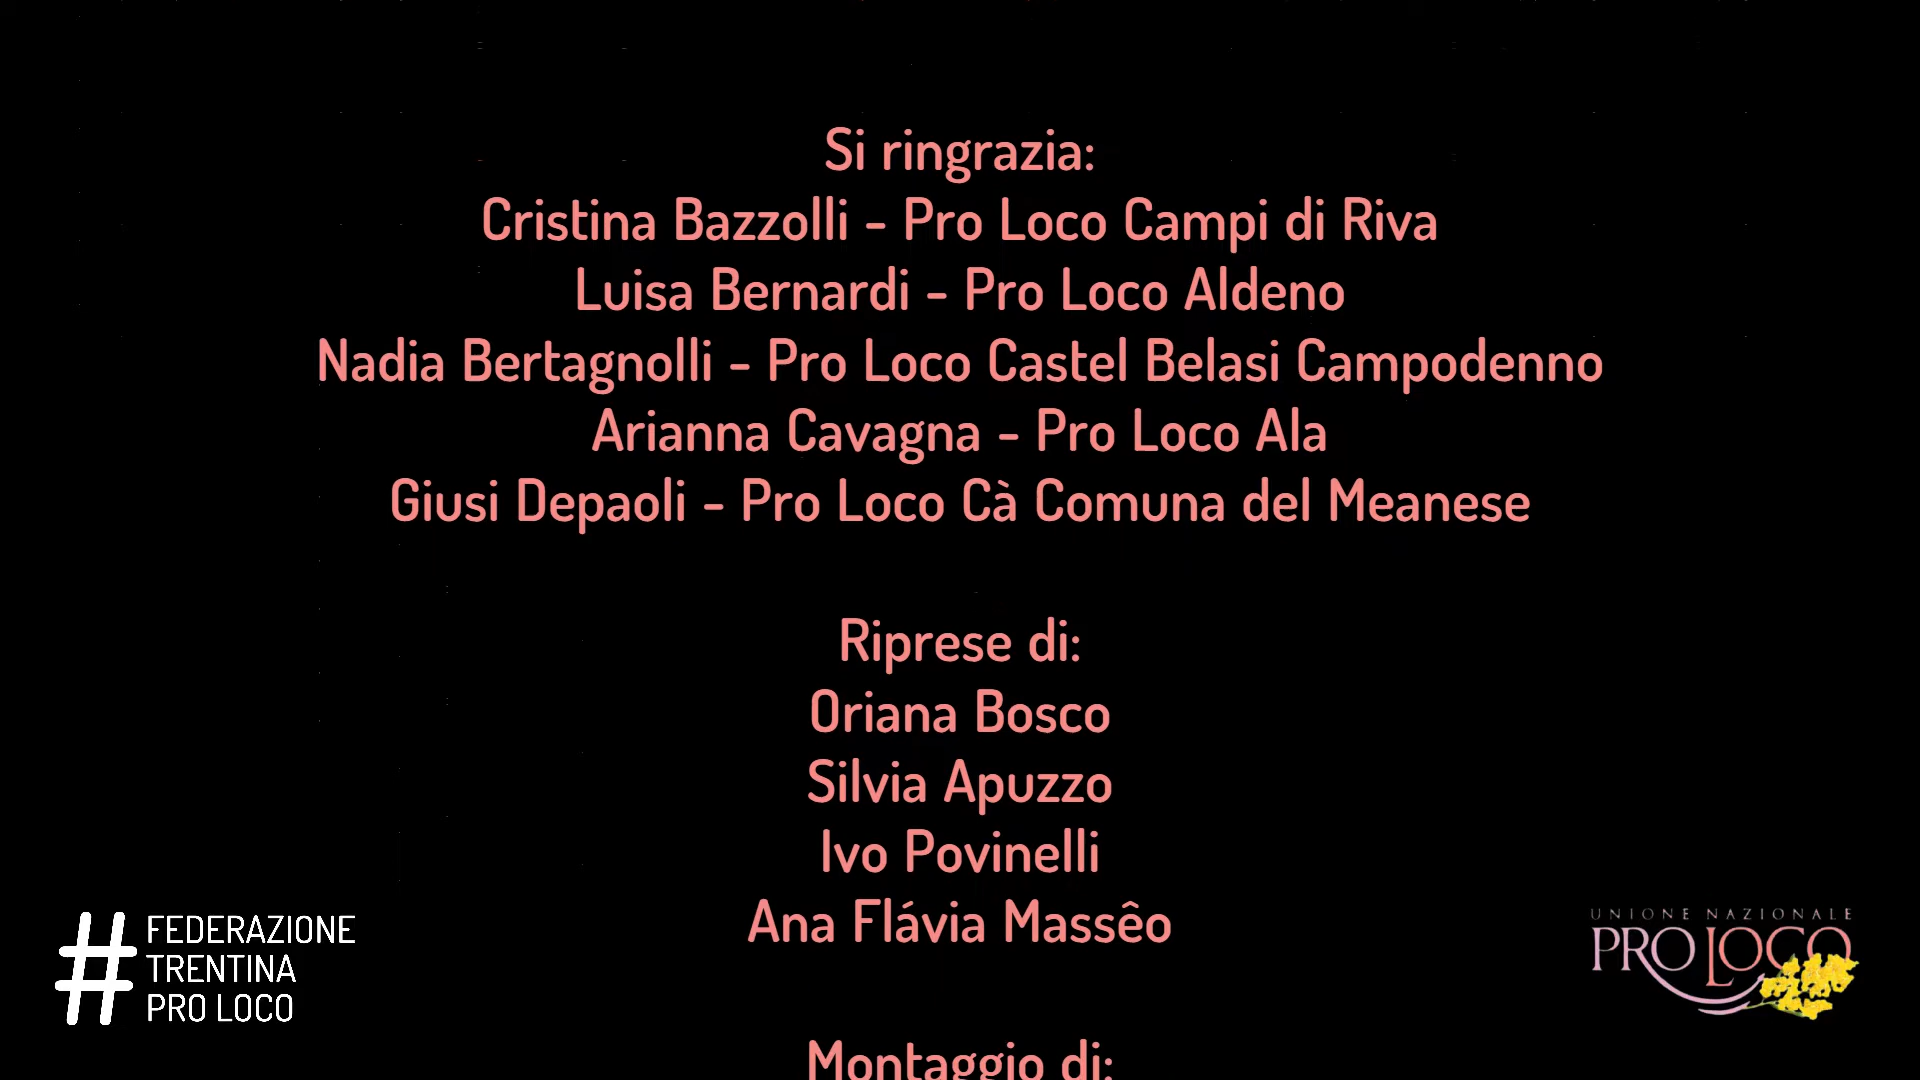 Si ringrazia:
Cristina Bazzolli - Pro Loco Campi di Riva
Luisa Bernardi - Pro Loco Aldeno
Nadia Bertagnolli - Pro Loco Castel Belasi Campodenno
Arianna Cavagna - Pro Loco Ala
Giusi Depaoli - Pro Loco Cà Comuna del Meanese
Riprese di:
Oriana Bosco
Silvia Apuzzo
Ivo Povinelli
Ana Flávia Massêo
Montaggio di:
# FEDERAZIONE
TRENTINA
PRO LOCO
UNIONE NAZIONALE
PRO LOCO